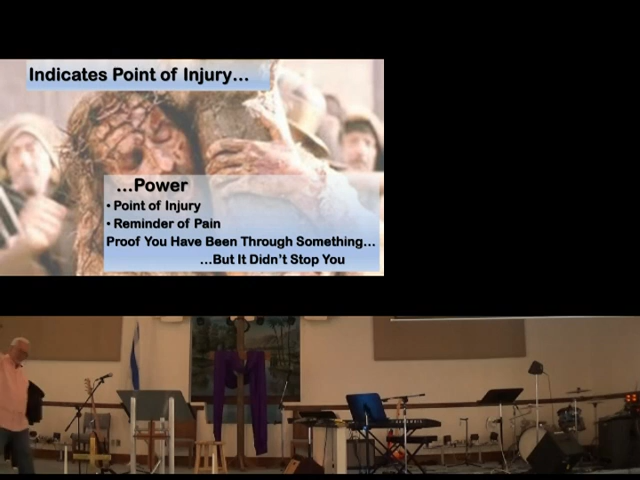 Indicates Point of Injury…
…Power
• Point of Injury
• Reminder of Pain
Proof You Have Been Through Something…
…But It Didn't Stop You